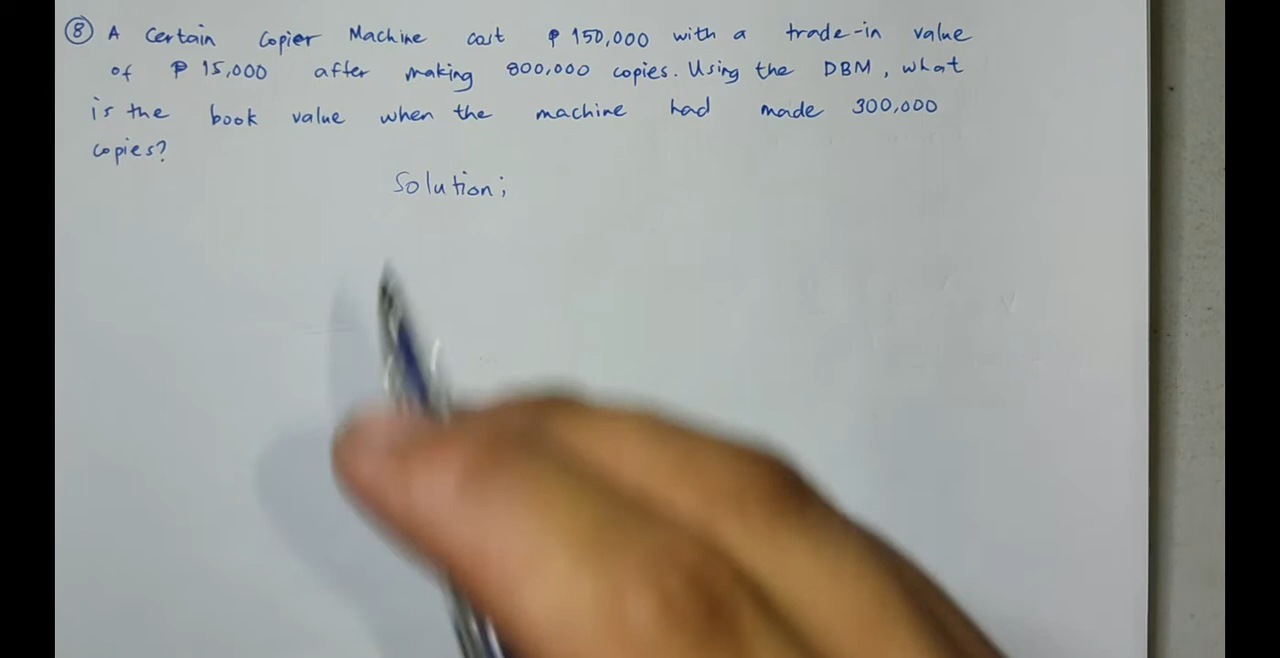 ⑧ A certain Copier Machine cost ₱ 150,000 with a trade-in value
of ₱ 15,000 after making 800,000 copies. Using the DBM, what
is the book value when the machine had made 300,000
copies?
Solution;